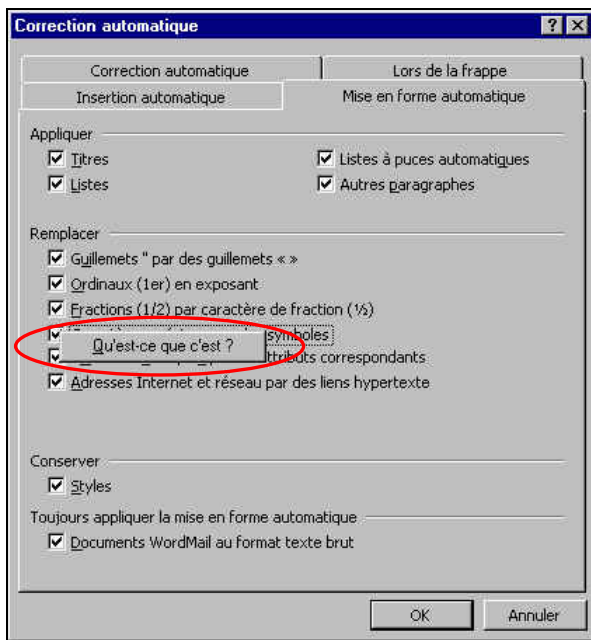 Correction automatique
Correction automatique Lors de la frappe
Insertion automatique Mise en forme automatique
Appliquer
Titres Listes à puces automatiques
Listes Autres paragraphes
Remplacer
Guillemets " par des guillemets « »
Ordinaux (1er) en exposant
Fractions (1/2) par caractère de fraction (½)
symboles
Qu'est-ce que c'est ?
attributs correspondants
Adresses Internet et réseau par des liens hypertexte
Conserver
Styles
Toujours appliquer la mise en forme automatique
Documents WordMail au format texte brut
OK Annuler